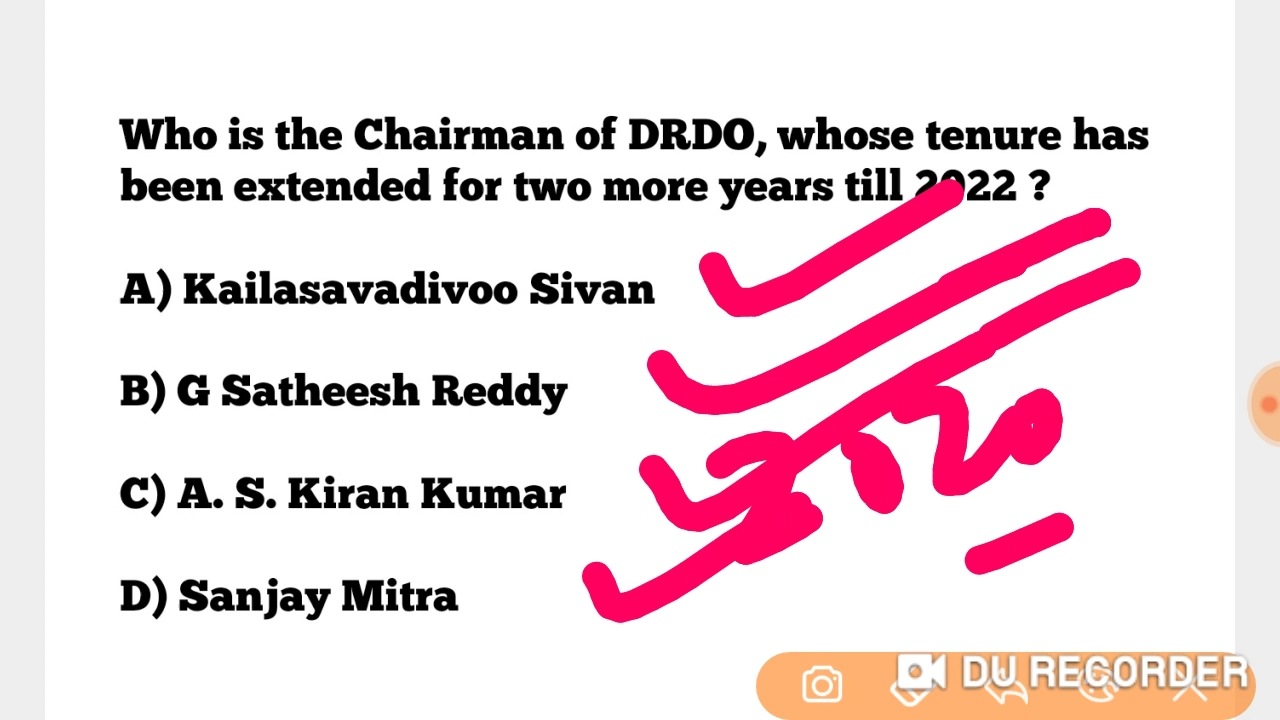 Who is the Chairman of DRDO, whose tenure has
been extended for two more years till 2022 ?
A) Kailasavadivoo Sivan
B) G Satheesh Reddy
C) A. S. Kiran Kumar
D) Sanjay Mitra
2020
DU RECORDER